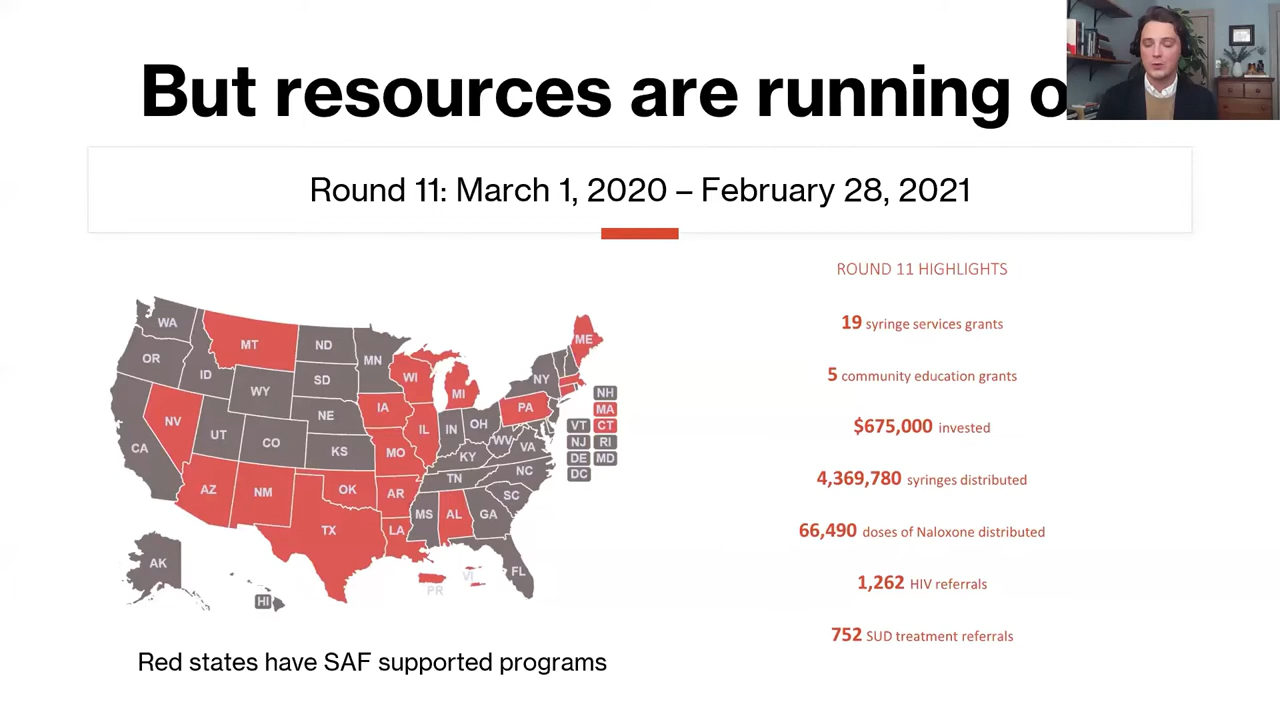 But resources are running o
Round 11: March 1, 2020 – February 28, 2021
ROUND 11 HIGHLIGHTS
19 syringe services grants
5 community education grants
$675,000 invested
4,369,780 syringes distributed
66,490 doses of Naloxone distributed
1,262 HIV referrals
752 SUD treatment referrals
WA
MT
ND
MN
ME
OR
ID
SD
WI
NY
WY
MI
NH
NE
IA
PA
MA
NV
IL
IN
OH
VT
CT
UT
CO
WV
NJ
RI
CA
KS
MO
KY
VA
DE
MD
TN
NC
DC
AZ
NM
OK
AR
SC
MS
AL
GA
TX
LA
AK
FL
VI
PR
HI
Red states have SAF supported programs